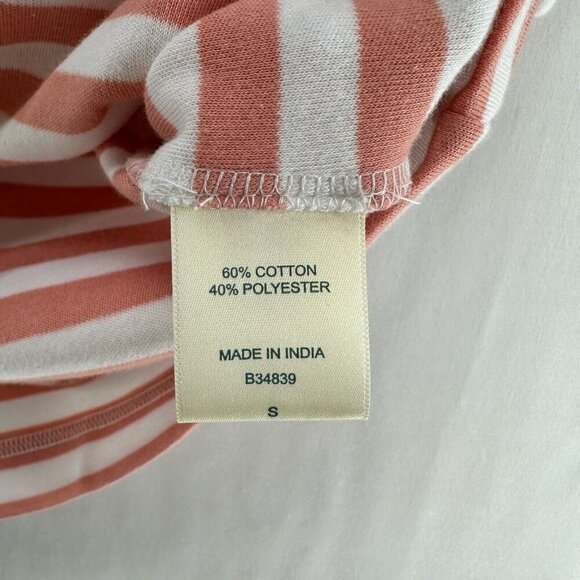 60% COTTON
40% POLYESTER
MADE IN INDIA
B34839
S